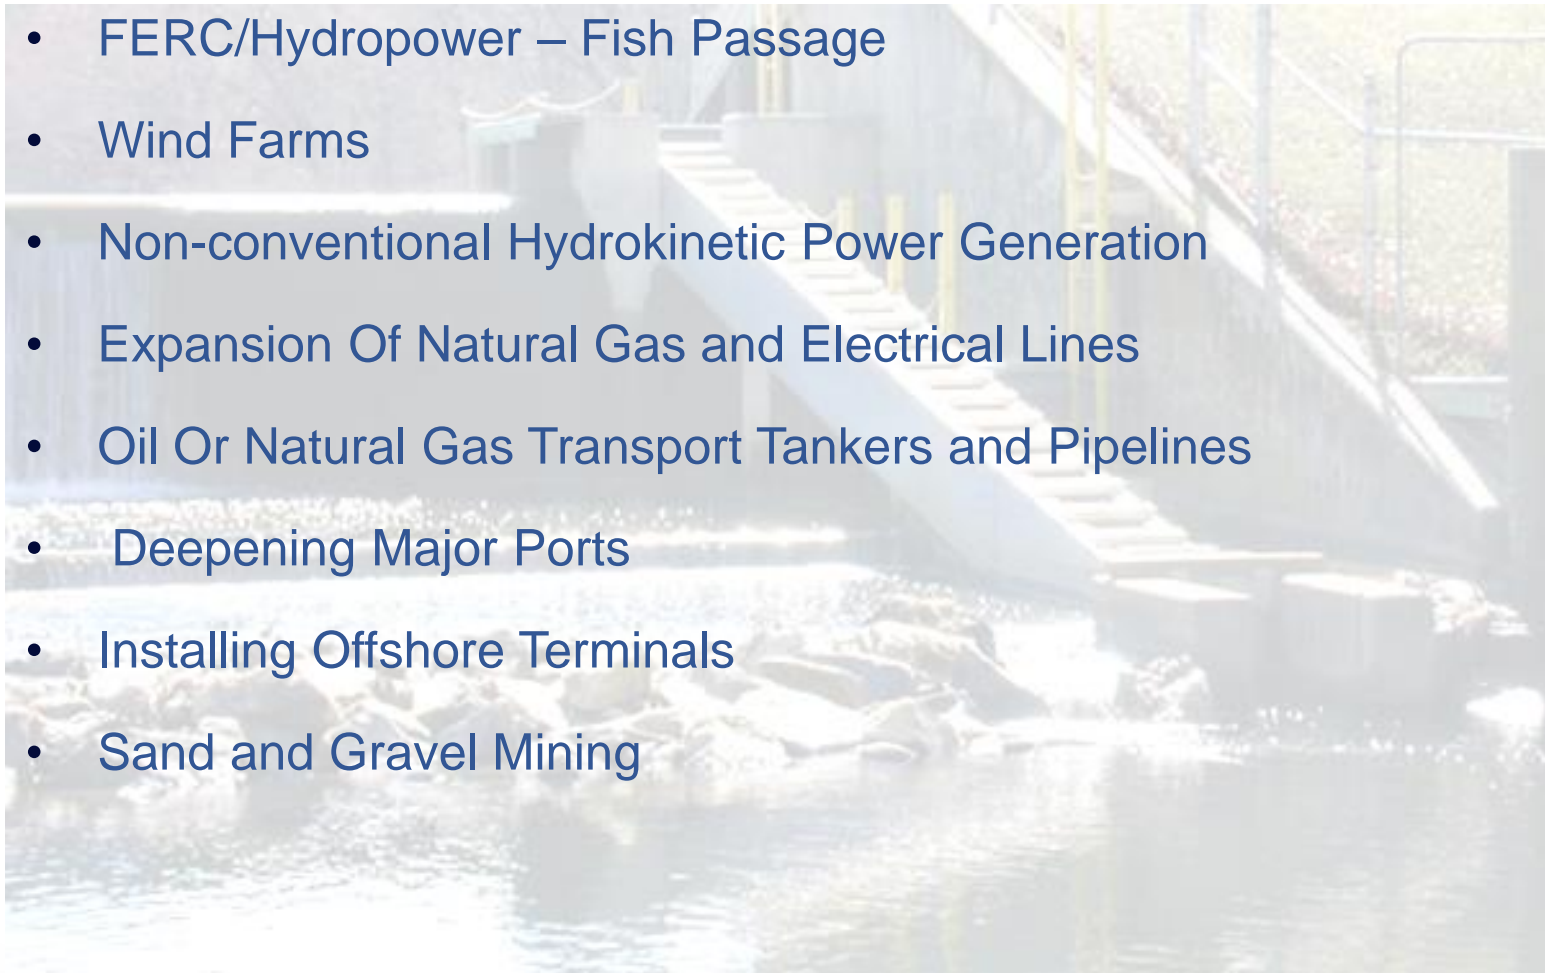 • FERC/Hydropower – Fish Passage
• Wind Farms
• Non-conventional Hydrokinetic Power Generation
• Expansion Of Natural Gas and Electrical Lines
• Oil Or Natural Gas Transport Tankers and Pipelines
• Deepening Major Ports
• Installing Offshore Terminals
• Sand and Gravel Mining